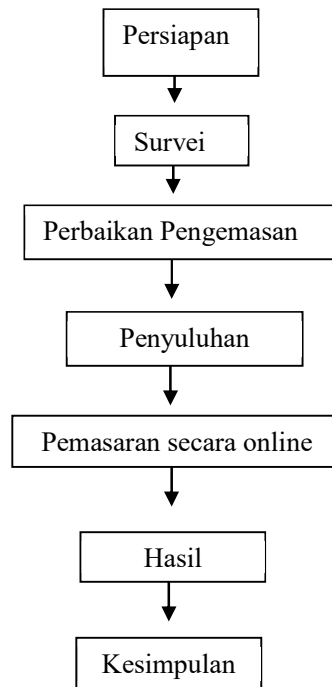 Persiapan
Survei
Perbaikan Pengemasan
Penyuluhan
Pemasaran secara online
Hasil
Kesimpulan